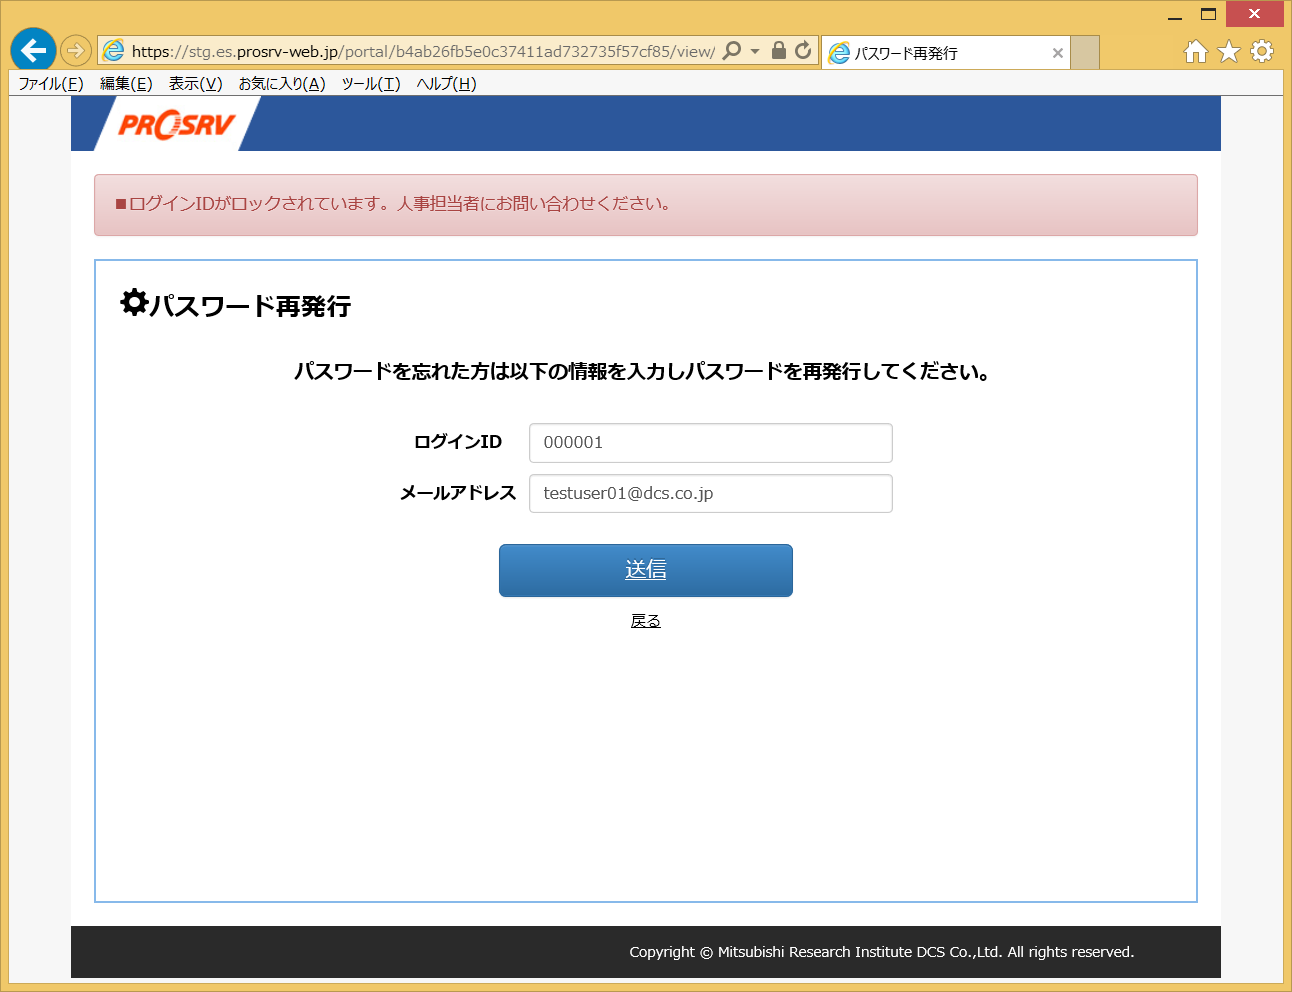 https://stg.es.prosrv-web.jp/portal/b4ab26fb5e0c37411ad732735f57cf85/view/
パスワード再発行
ファイル(F) 編集(E) 表示(V) お気に入り(A) ツール(T) ヘルプ(H)
PROSRV
■ログインIDがロックされています。人事担当者にお問い合わせください。
パスワード再発行
パスワードを忘れた方は以下の情報を入力しパスワードを再発行してください。
ログインID 000001
メールアドレス testuser01@dcs.co.jp
送信
戻る
Copyright © Mitsubishi Research Institute DCS Co.,Ltd. All rights reserved.